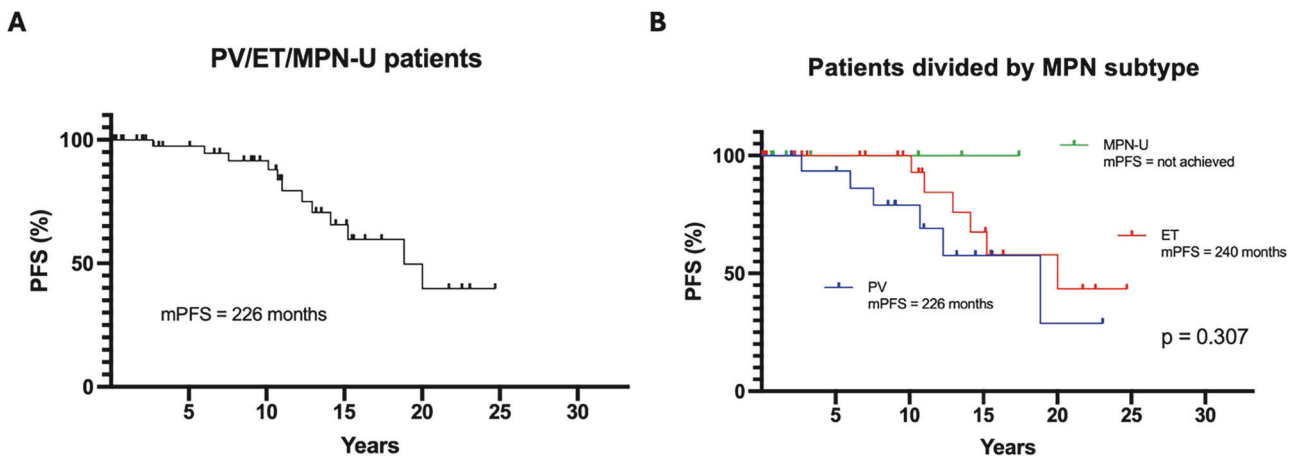 A
PV/ET/MPN-U patients
100
50
0
PFS (%)
mPFS = 226 months
5 10 15 20 25 30
Years
B
Patients divided by MPN subtype
100
50
0
PFS (%)
MPN-U
mPFS = not achieved
ET
mPFS = 240 months
PV
mPFS = 226 months
p = 0.307
5 10 15 20 25 30
Years